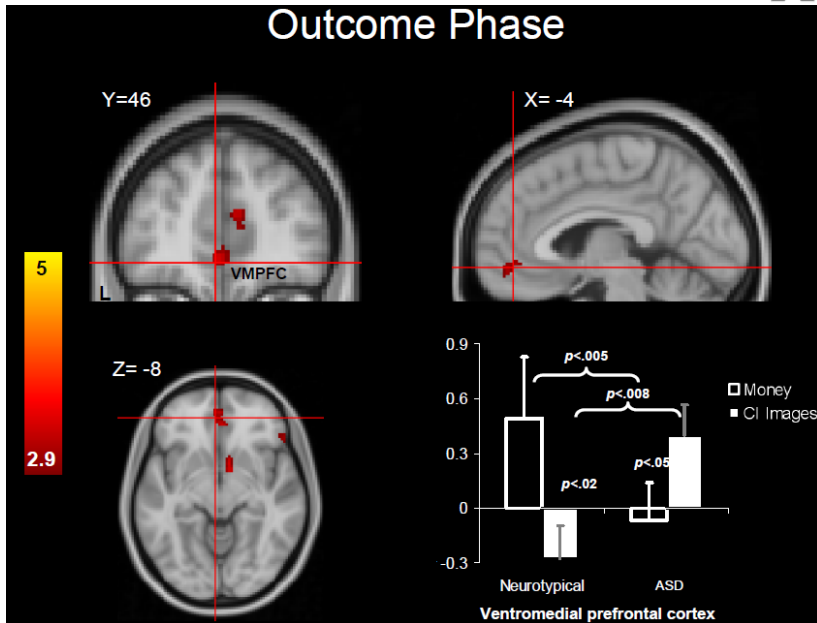 Outcome Phase
Y=46
X= -4
VMPFC
L
5
2.9
Z= -8
0.9
0.6
0.3
0
-0.3
p<.005
p<.008
p<.05
p<.02
Money
CI Images
Neurotypical
ASD
Ventromedial prefrontal cortex